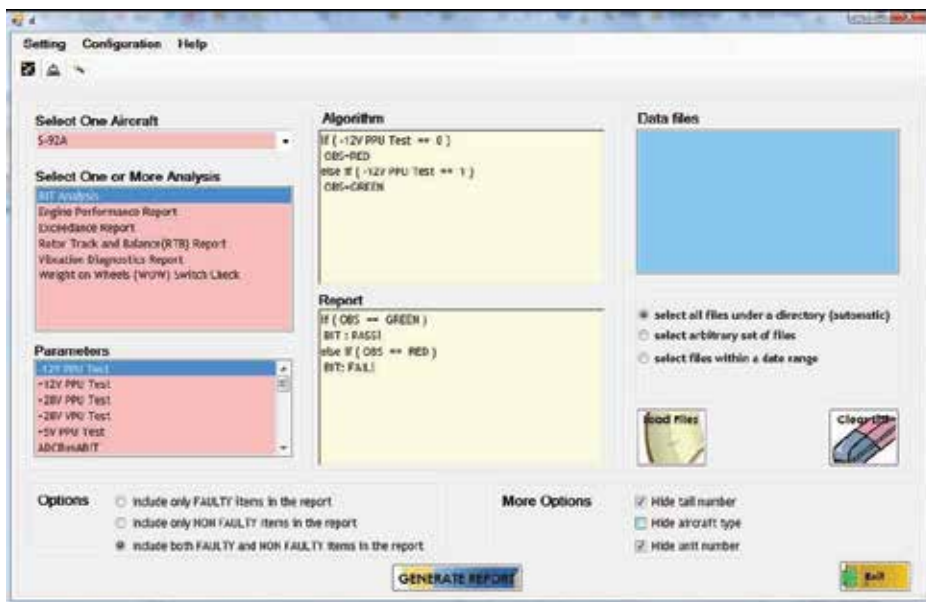 Setting Configuration Help
Select One Aircraft
S-92A
Select One or More Analysis
BIT Analysis
Engine Performance Report
Exceedance Report
Rotor Track and Balance(RTB) Report
Vibration Diagnostics Report
Weight on Wheels (WOW) Switch Check
Parameters
-12V PPU Test
+12V PPU Test
+28V PPU Test
+28V VPU Test
+5V PPU Test
Algorithm
If ( -12V PPU Test == 0 )
OBS=RED
else if ( -12V PPU Test == 1 )
OBS=GREEN
Report
If ( OBS == GREEN )
BIT : PASS!
else if ( OBS == RED )
BIT: FAIL!
Data files
select all files under a directory (automatic)
select arbitrary set of files
select files within a date range
Load Files
Clear
Options
include only FAULTY items in the report
include only NON FAULTY items in the report
include both FAULTY and NON FAULTY items in the report
More Options
Hide tail number
Hide aircraft type
Hide unit number
GENERATE REPORT
Exit